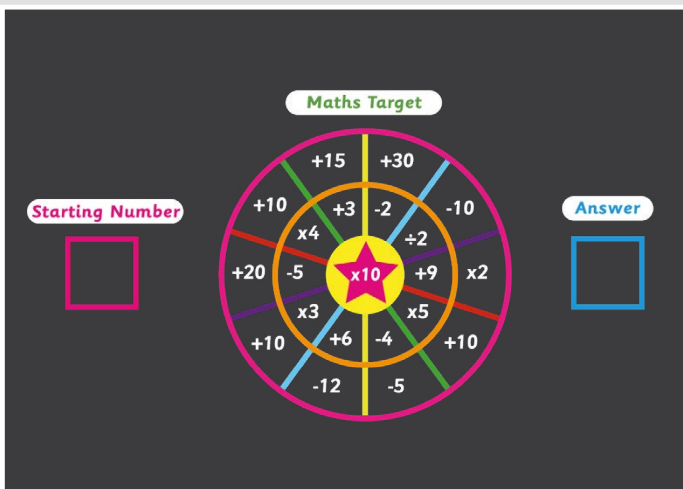 Maths Target
+15 +30
+10 +3 -2 -10
Starting Number x4 ÷2 Answer
+20 -5 x10 +9 x2
x3 x5
+10 +6 -4 +10
-12 -5